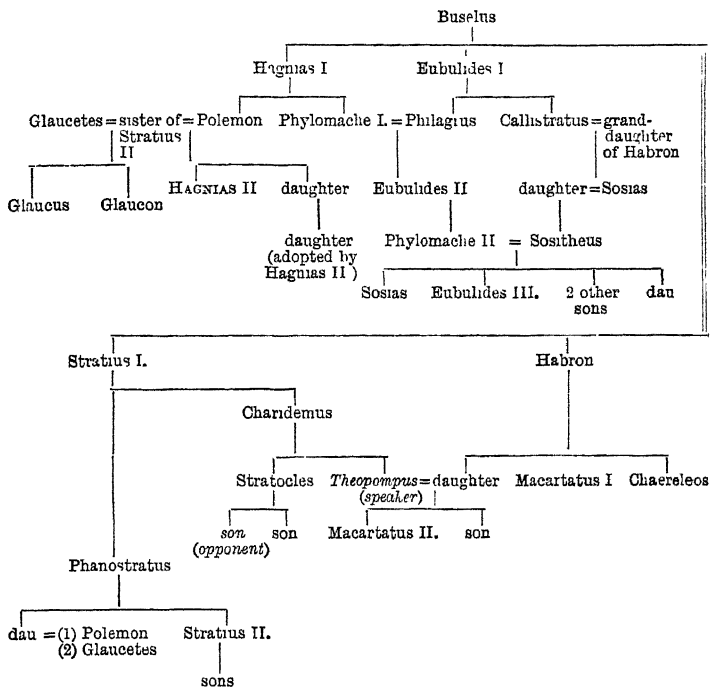 Buselus
Hagnias I Eubulides I
Glaucetes = sister of = Polemon Phylomache I. = Philagius Callistratus = grand-
Stratius daughter
II of Habron
HAGNIAS II daughter Eubulides II daughter = Sosias
Glaucus Glaucon
daughter Phylomache II = Sositheus
(adopted by
Hagnias II)
Sosias Eubulides III. 2 other dau
sons
Stratius I. Habron
Charidemus
Stratocles Theopompus = daughter Macartatus I Chaereleos
(speaker)
son son Macartatus II. son
(opponent)
Phanostratus
dau = (1) Polemon Stratius II.
(2) Glaucetes
sons